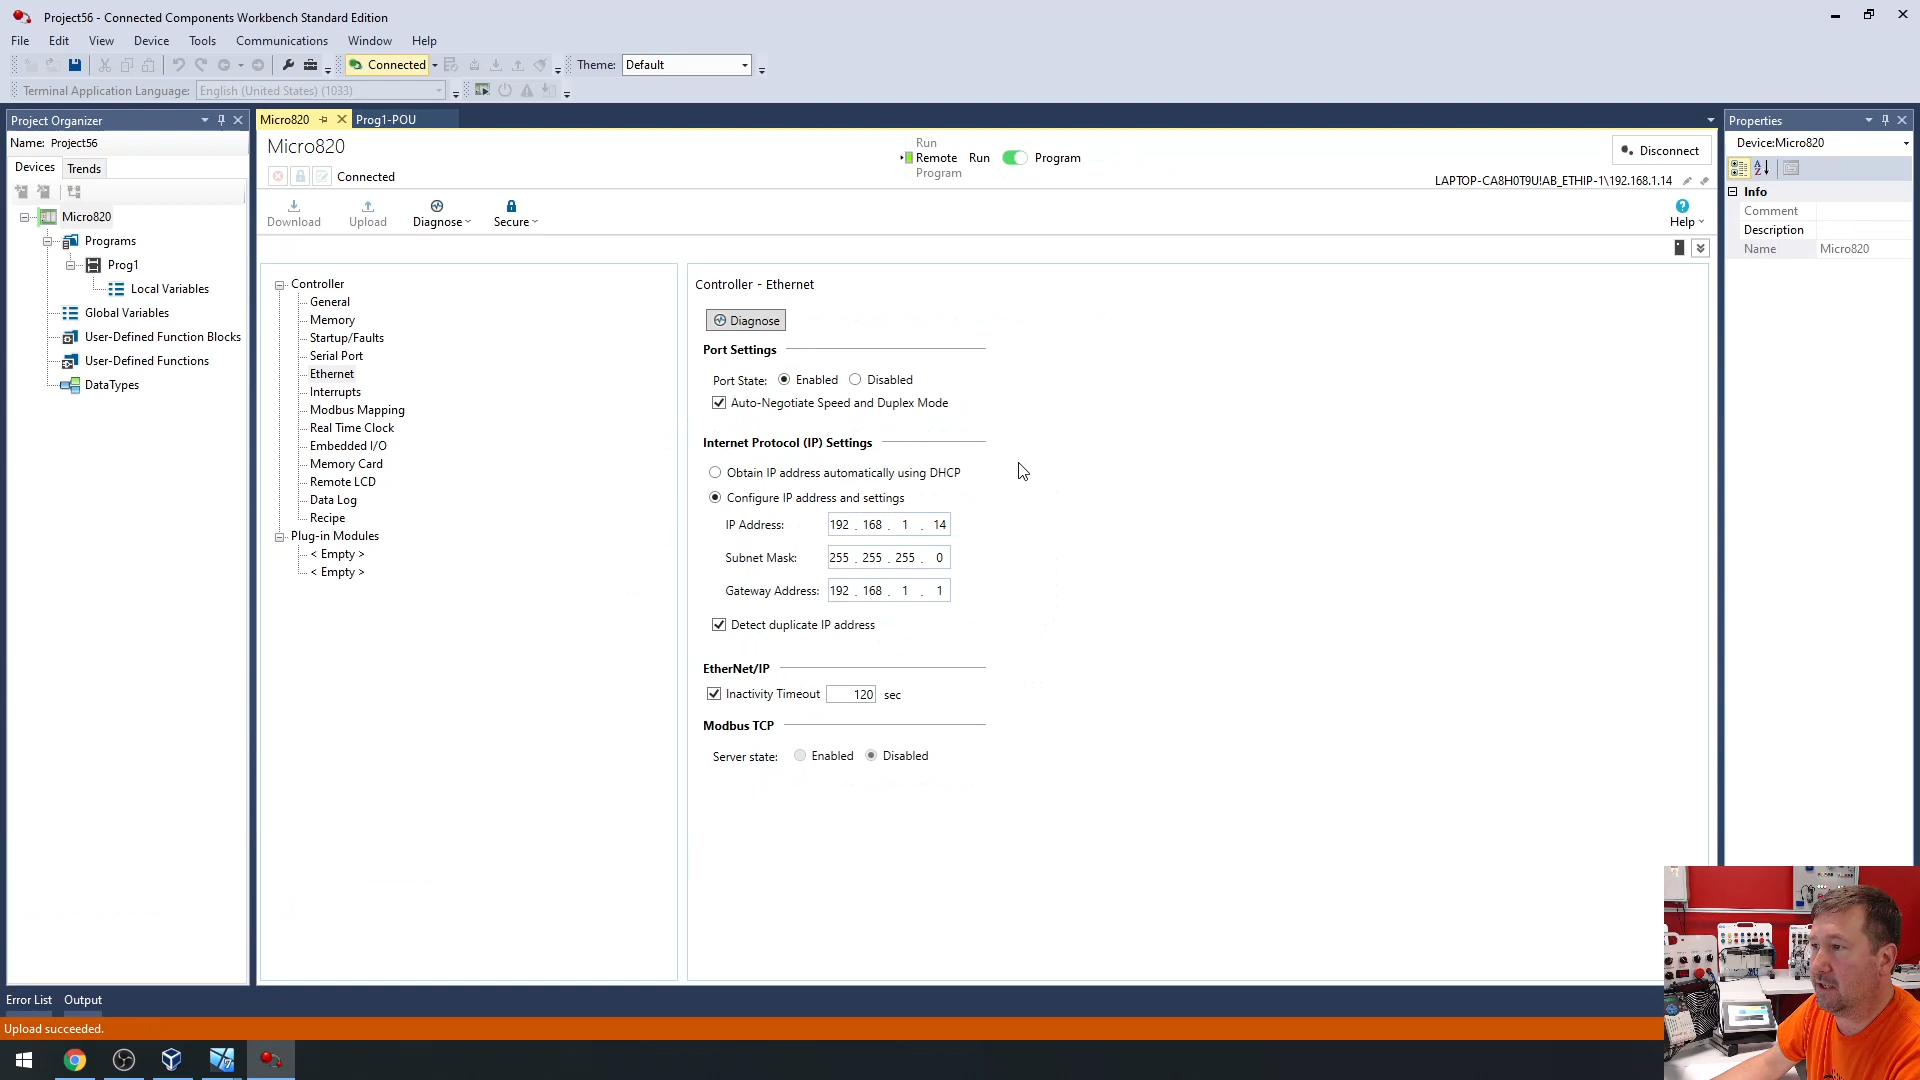 Project56 - Connected Components Workbench Standard Edition
File Edit View Device Tools Communications Window Help
Connected Theme: Default
Terminal Application Language: English (United States) (1033)
Project Organizer
Name: Project56
Devices Trends
Micro820
Programs
Prog1
Local Variables
Global Variables
User-Defined Function Blocks
User-Defined Functions
DataTypes
Micro820 Prog1-POU
Micro820
Connected
Run
Remote Run Program
Program
Disconnect
LAPTOP-CA8H0T9U!AB_ETHIP-1\192.168.1.14
Download Upload Diagnose Secure Help
Controller
General
Memory
Startup/Faults
Serial Port
Ethernet
Interrupts
Modbus Mapping
Real Time Clock
Embedded I/O
Memory Card
Remote LCD
Data Log
Recipe
Plug-in Modules
< Empty >
< Empty >
Controller - Ethernet
Diagnose
Port Settings
Port State: Enabled Disabled
Auto-Negotiate Speed and Duplex Mode
Internet Protocol (IP) Settings
Obtain IP address automatically using DHCP
Configure IP address and settings
IP Address: 192 . 168 . 1 . 14
Subnet Mask: 255 . 255 . 255 . 0
Gateway Address: 192 . 168 . 1 . 1
Detect duplicate IP address
EtherNet/IP
Inactivity Timeout 120 sec
Modbus TCP
Server state: Enabled Disabled
Properties
Device:Micro820
Info
Comment
Description
Name Micro820
Error List Output
Upload succeeded.